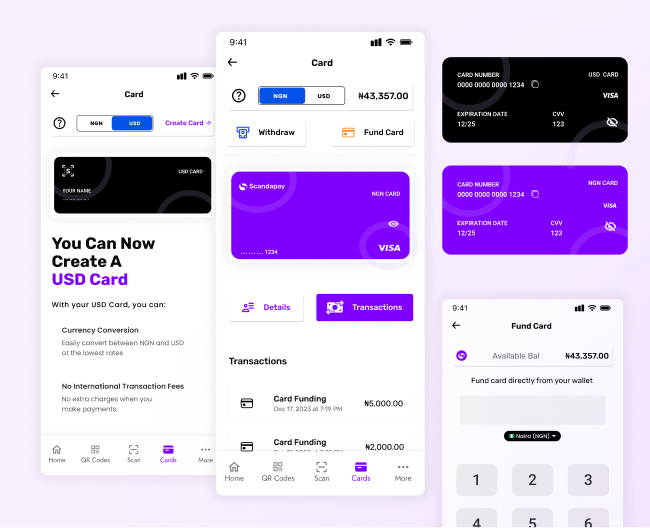 9:41
Card
NGN
USD
Create Card →
S
USD CARD
YOUR NAME
You Can Now
Create A
USD Card
With your USD Card, you can:
Currency Conversion
Easily convert between NGN and USD
at the lowest rates
No International Transaction Fees
No extra charges when you
make payments.
Home QR Codes Scan Cards More
9:41
Card
NGN USD ₦43,357.00
Withdraw Fund Card
Scandapay
NGN CARD
.... .... .... 1234 VISA
Details Transactions
Transactions
Card Funding
Dec 17, 2023 at 7:19 PM
₦5,000.00
Card Funding
₦2,000.00
Home QR Codes Scan Cards More
CARD NUMBER USD CARD
0000 0000 0000 1234
VISA
EXPIRATION DATE CVV
12/25 123
CARD NUMBER NGN CARD
0000 0000 0000 1234
VISA
EXPIRATION DATE CVV
12/25 123
9:41
Fund Card
Available Bal ₦43,357.00
Fund card directly from your wallet
Naira (NGN)
1 2 3
4 5 6